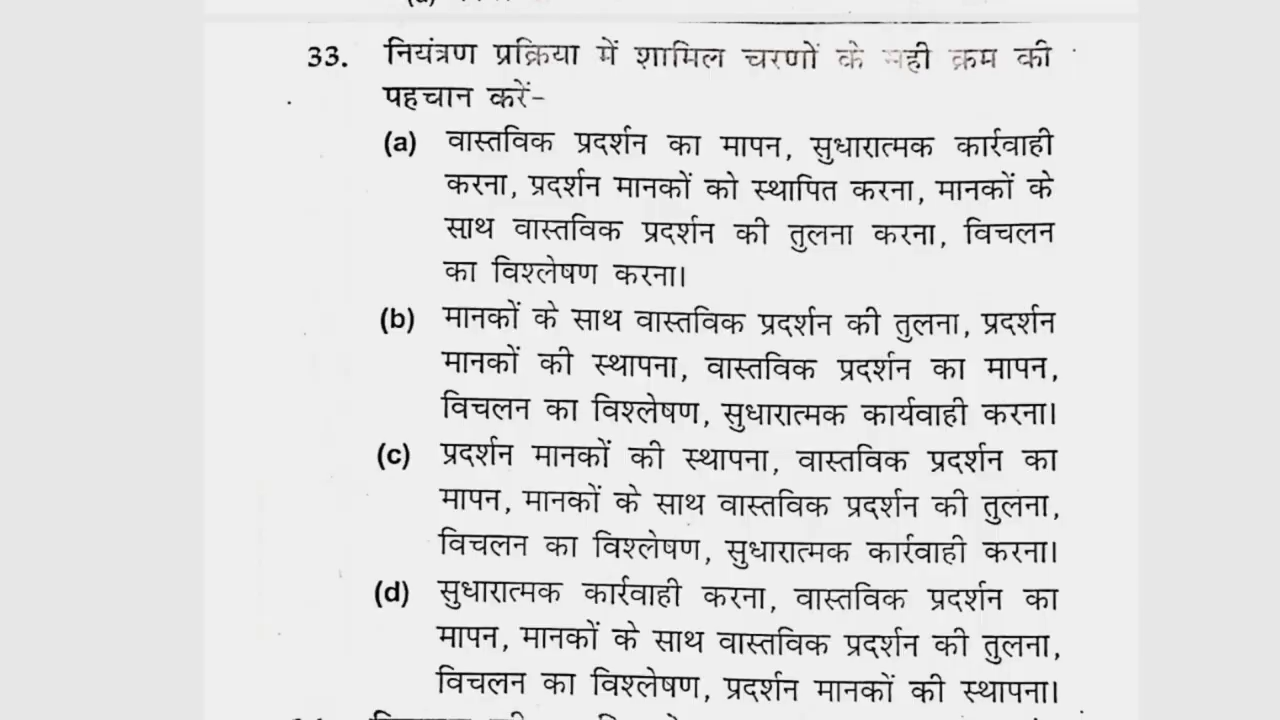 33. नियंत्रण प्रक्रिया में शामिल चरणों के सही क्रम की
पहचान करें-
(a) वास्तविक प्रदर्शन का मापन, सुधारात्मक कार्रवाही
करना, प्रदर्शन मानकों को स्थापित करना, मानकों के
साथ वास्तविक प्रदर्शन की तुलना करना, विचलन
का विश्लेषण करना।
(b) मानकों के साथ वास्तविक प्रदर्शन की तुलना, प्रदर्शन
मानकों की स्थापना, वास्तविक प्रदर्शन का मापन,
विचलन का विश्लेषण, सुधारात्मक कार्यवाही करना।
(c) प्रदर्शन मानकों की स्थापना, वास्तविक प्रदर्शन का
मापन, मानकों के साथ वास्तविक प्रदर्शन की तुलना,
विचलन का विश्लेषण, सुधारात्मक कार्रवाही करना।
(d) सुधारात्मक कार्रवाही करना, वास्तविक प्रदर्शन का
मापन, मानकों के साथ वास्तविक प्रदर्शन की तुलना,
विचलन का विश्लेषण, प्रदर्शन मानकों की स्थापना।